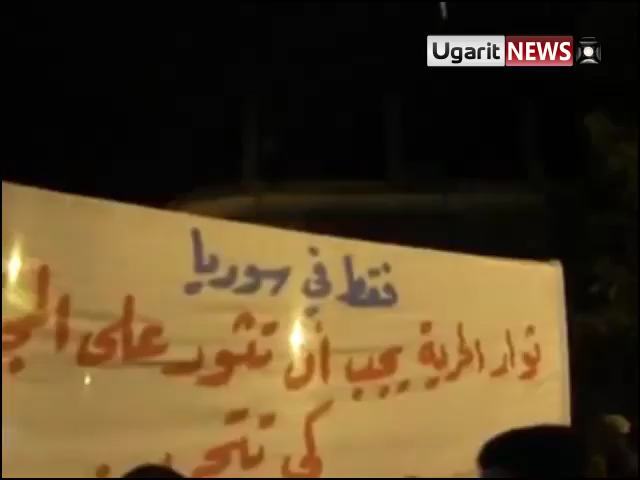 Ugarit NEWS
فقط في سوريا
ثوار الحرية يجب أن تثور على
كي